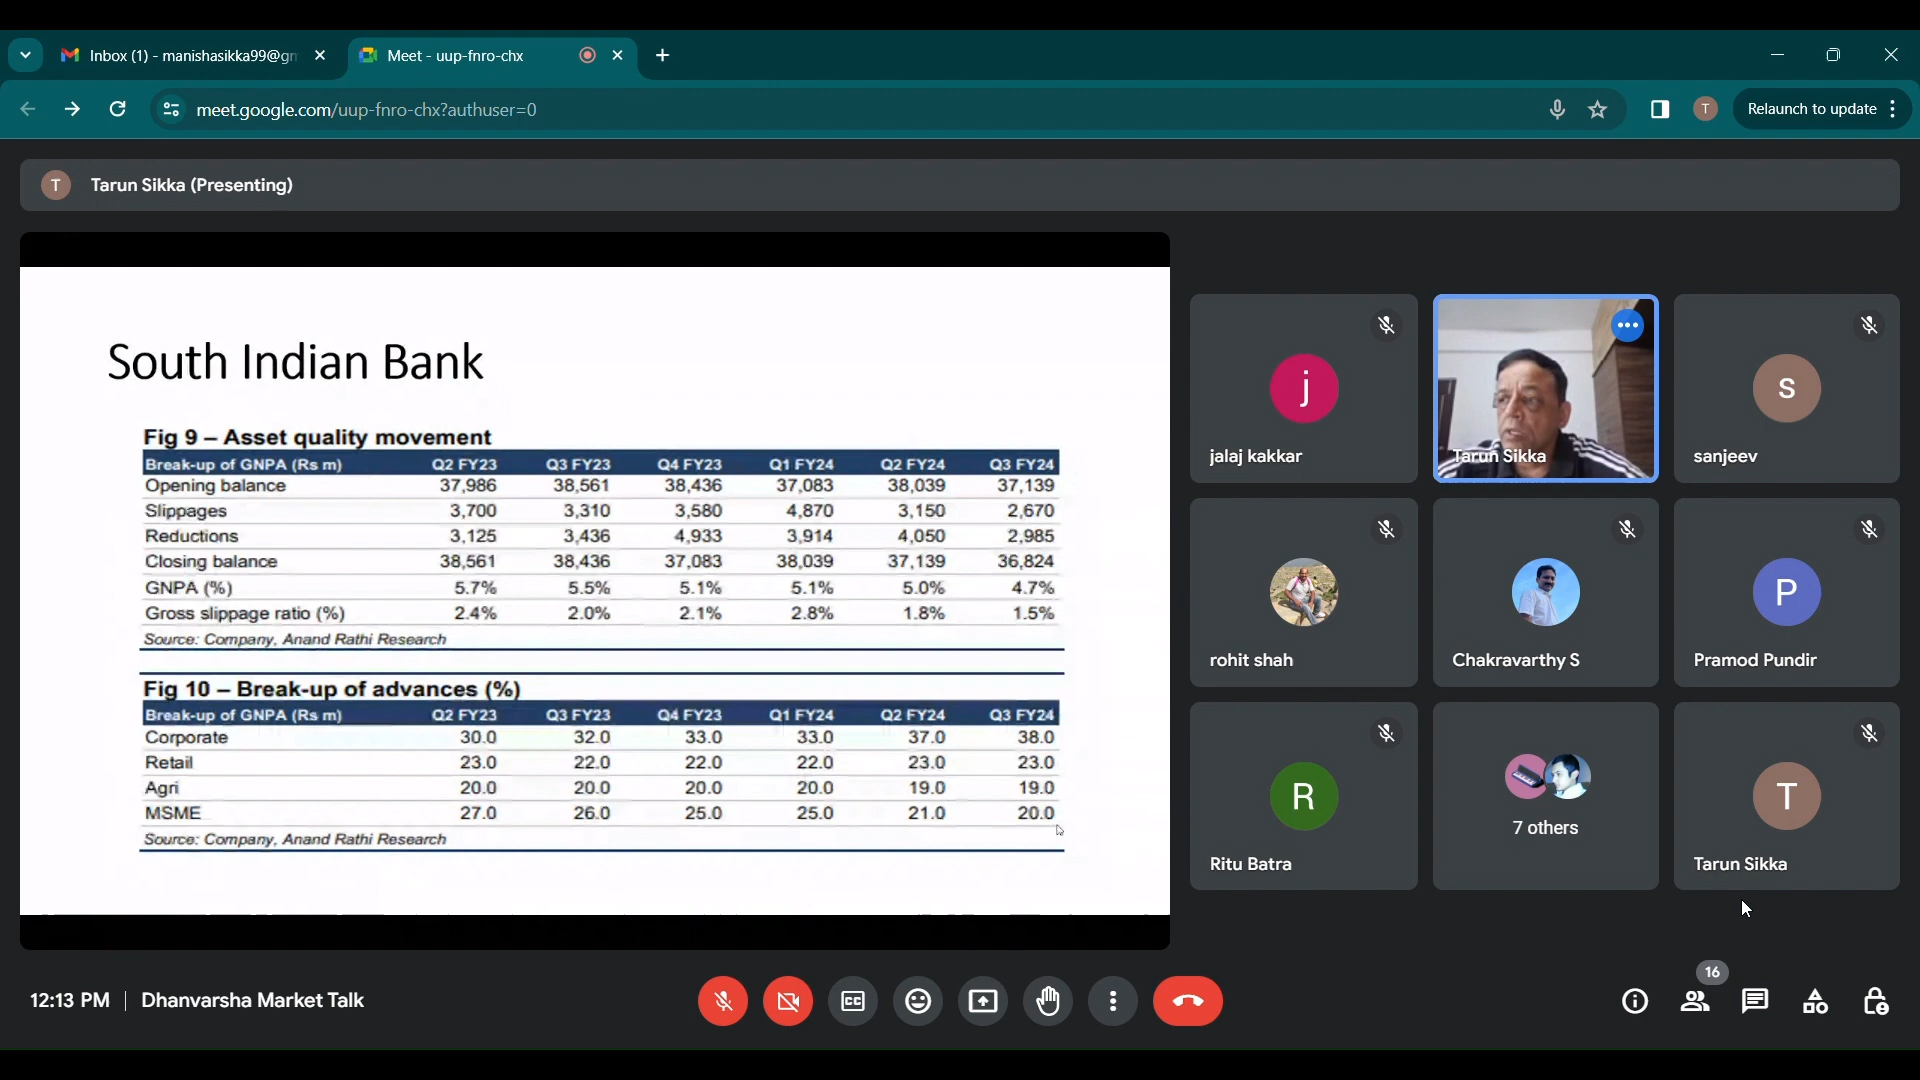 Inbox (1) - manishasikka99@gm
Meet - uup-fnro-chx
meet.google.com/uup-fnro-chx?authuser=0
T
Relaunch to update
T Tarun Sikka (Presenting)
South Indian Bank
Fig 9 – Asset quality movement
Break-up of GNPA (Rs m) Q2 FY23 Q3 FY23 Q4 FY23 Q1 FY24 Q2 FY24 Q3 FY24
Opening balance 37,986 38,561 38,436 37,083 38,039 37,139
Slippages 3,700 3,310 3,580 4,870 3,150 2,670
Reductions 3,125 3,436 4,933 3,914 4,050 2,985
Closing balance 38,561 38,436 37,083 38,039 37,139 36,824
GNPA (%) 5.7% 5.5% 5.1% 5.1% 5.0% 4.7%
Gross slippage ratio (%) 2.4% 2.0% 2.1% 2.8% 1.8% 1.5%
Source: Company, Anand Rathi Research
Fig 10 – Break-up of advances (%)
Break-up of GNPA (Rs m) Q2 FY23 Q3 FY23 Q4 FY23 Q1 FY24 Q2 FY24 Q3 FY24
Corporate 30.0 32.0 33.0 33.0 37.0 38.0
Retail 23.0 22.0 22.0 22.0 23.0 23.0
Agri 20.0 20.0 20.0 20.0 19.0 19.0
MSME 27.0 26.0 25.0 25.0 21.0 20.0
Source: Company, Anand Rathi Research
j
jalaj kakkar
Tarun Sikka
s
sanjeev
rohit shah
Chakravarthy S
P
Pramod Pundir
R
Ritu Batra
7 others
T
Tarun Sikka
12:13 PM | Dhanvarsha Market Talk
CC
16